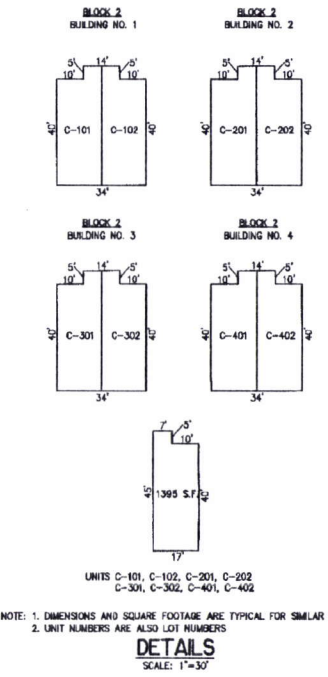 BLOCK 2
BUILDING NO. 1
BLOCK 2
BUILDING NO. 2
14'
5' 5'
10' 10'
40' C-101 C-102 40'
34'
14'
5' 5'
10' 10'
40' C-201 C-202 40'
34'
BLOCK 2
BUILDING NO. 3
BLOCK 2
BUILDING NO. 4
14'
5' 5'
10' 10'
40' C-301 C-302 40'
34'
14'
5' 5'
10' 10'
40' C-401 C-402 40'
34'
7' 5'
10'
45' 1395 S.F. 40'
17'
UNITS C-101, C-102, C-201, C-202
C-301, C-302, C-401, C-402
NOTE: 1. DIMENSIONS AND SQUARE FOOTAGE ARE TYPICAL FOR SIMILAR
2. UNIT NUMBERS ARE ALSO LOT NUMBERS
DETAILS
SCALE: 1"=30'